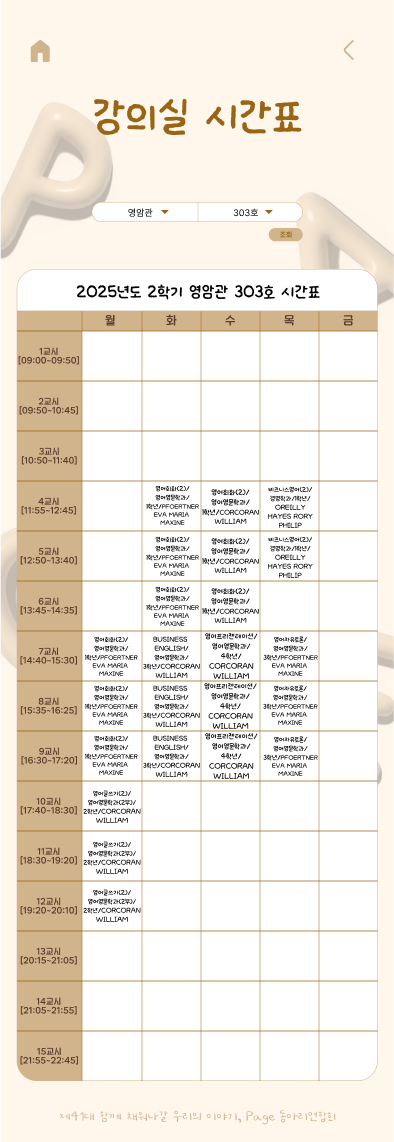 강의실 시간표
영암관
303호
조회
2025년도 2학기 영암관 303호 시간표
월 화 수 목 금
1교시
[09:00~09:50]
2교시
[09:50~10:45]
3교시
[10:50~11:40]
4교시
[11:55~12:45]
영어회화(2)/
영어영문학과/
1학년/PFOERTNER
EVA MARIA
MAXINE
영어회화(2)/
영어영문학과/
1학년/CORCORAN
WILLIAM
비즈니스영어(2)/
경영학과/1학년/
OREILLY
HAYES RORY
PHILIP
5교시
[12:50~13:40]
영어회화(2)/
영어영문학과/
1학년/PFOERTNER
EVA MARIA
MAXINE
영어회화(2)/
영어영문학과/
1학년/CORCORAN
WILLIAM
비즈니스영어(2)/
경영학과/1학년/
OREILLY
HAYES RORY
PHILIP
6교시
[13:45~14:35]
영어회화(2)/
영어영문학과/
1학년/PFOERTNER
EVA MARIA
MAXINE
영어회화(2)/
영어영문학과/
1학년/CORCORAN
WILLIAM
7교시
[14:40~15:30]
영어회화(2)/
영어영문학과/
1학년/PFOERTNER
EVA MARIA
MAXINE
BUSINESS
ENGLISH/
영어영문학과/
3학년/CORCORAN
WILLIAM
영어프리젠테이션/
영어영문학과/
4학년/
CORCORAN
WILLIAM
영어자유토론/
영어영문학과/
3학년/PFOERTNER
EVA MARIA
MAXINE
8교시
[15:35~16:25]
영어회화(2)/
영어영문학과/
1학년/PFOERTNER
EVA MARIA
MAXINE
BUSINESS
ENGLISH/
영어영문학과/
3학년/CORCORAN
WILLIAM
영어프리젠테이션/
영어영문학과/
4학년/
CORCORAN
WILLIAM
영어자유토론/
영어영문학과/
3학년/PFOERTNER
EVA MARIA
MAXINE
9교시
[16:30~17:20]
영어회화(2)/
영어영문학과/
1학년/PFOERTNER
EVA MARIA
MAXINE
BUSINESS
ENGLISH/
영어영문학과/
3학년/CORCORAN
WILLIAM
영어프리젠테이션/
영어영문학과/
4학년/
CORCORAN
WILLIAM
영어자유토론/
영어영문학과/
3학년/PFOERTNER
EVA MARIA
MAXINE
10교시
[17:40~18:30]
영어글쓰기(2)/
영어영문학과(2부)/
2학년/CORCORAN
WILLIAM
11교시
[18:30~19:20]
영어글쓰기(2)/
영어영문학과(2부)/
2학년/CORCORAN
WILLIAM
12교시
[19:20~20:10]
영어글쓰기(2)/
영어영문학과(2부)/
2학년/CORCORAN
WILLIAM
13교시
[20:15~21:05]
14교시
[21:05~21:55]
15교시
[21:55~22:45]
제41대 함께 채워나갈 우리의 이야기, Page 동아리연합회